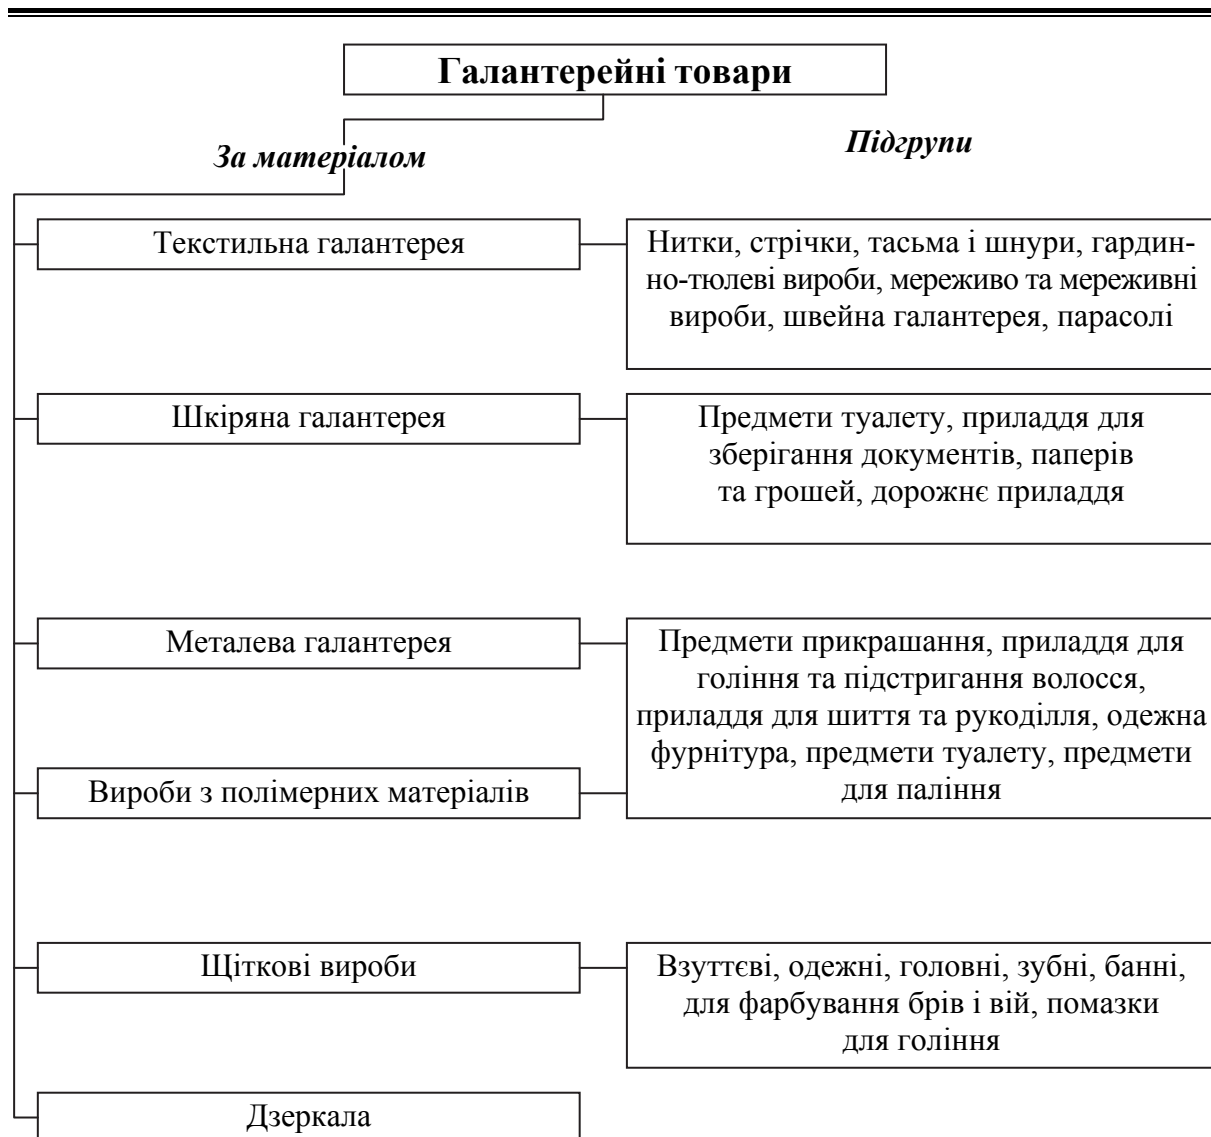 Галантерейні товари
За матеріалом
Підгрупи
Текстильна галантерея
Нитки, стрічки, тасьма і шнури, гардин-
но-тюлеві вироби, мереживо та мереживні
вироби, швейна галантерея, парасолі
Шкіряна галантерея
Предмети туалету, приладдя для
зберігання документів, паперів
та грошей, дорожнє приладдя
Металева галантерея
Предмети прикрашання, приладдя для
гоління та підстригання волосся,
приладдя для шиття та рукоділля, одежна
фурнітура, предмети туалету, предмети
для паління
Вироби з полімерних матеріалів
Щіткові вироби
Взуттєві, одежні, головні, зубні, банні,
для фарбування брів і вій, помазки
для гоління
Дзеркала